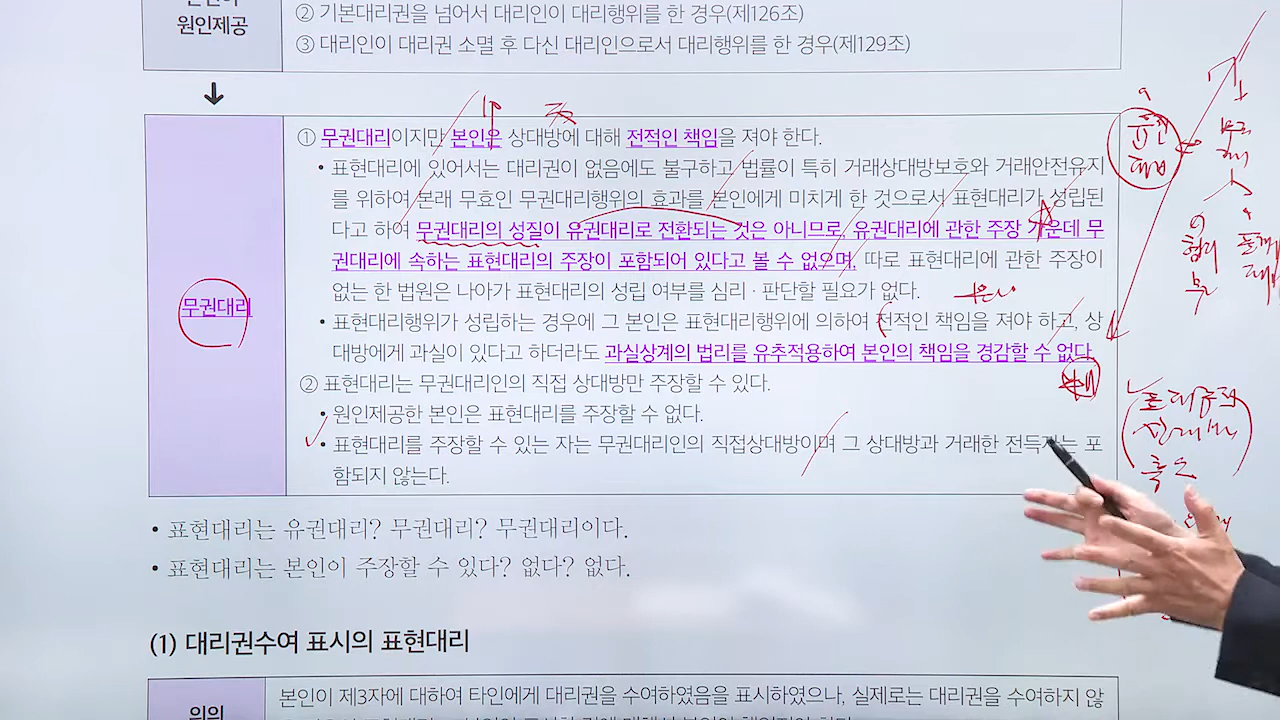 원인제공
② 기본대리권을 넘어서 대리인이 대리행위를 한 경우(제126조)
③ 대리인이 대리권 소멸 후 다신 대리인으로서 대리행위를 한 경우(제129조)
무권대리
① 무권대리이지만 본인은 상대방에 대해 전적인 책임을 져야 한다.
• 표현대리에 있어서는 대리권이 없음에도 불구하고 법률이 특히 거래상대방보호와 거래안전유지
를 위하여 본래 무효인 무권대리행위의 효과를 본인에게 미치게 한 것으로서 표현대리가 성립된
다고 하여 무권대리의 성질이 유권대리로 전환되는 것은 아니므로, 유권대리에 관한 주장 가운데 무
권대리에 속하는 표현대리의 주장이 포함되어 있다고 볼 수 없으며, 따로 표현대리에 관한 주장이
없는 한 법원은 나아가 표현대리의 성립 여부를 심리·판단할 필요가 없다.
• 표현대리행위가 성립하는 경우에 그 본인은 표현대리행위에 의하여 전적인 책임을 져야 하고, 상
대방에게 과실이 있다고 하더라도 과실상계의 법리를 유추적용하여 본인의 책임을 경감할 수 없다.
② 표현대리는 무권대리인의 직접 상대방만 주장할 수 있다.
• 원인제공한 본인은 표현대리를 주장할 수 없다.
• 표현대리를 주장할 수 있는 자는 무권대리인의 직접상대방이며 그 상대방과 거래한 전득자는 포
함되지 않는다.
• 표현대리는 유권대리? 무권대리? 무권대리이다.
• 표현대리는 본인이 주장할 수 있다? 없다? 없다.
(1) 대리권수여 표시의 표현대리
의의
본인이 제3자에 대하여 타인에게 대리권을 수여하였음을 표시하였으나, 실제로는 대리권을 수여하지 않